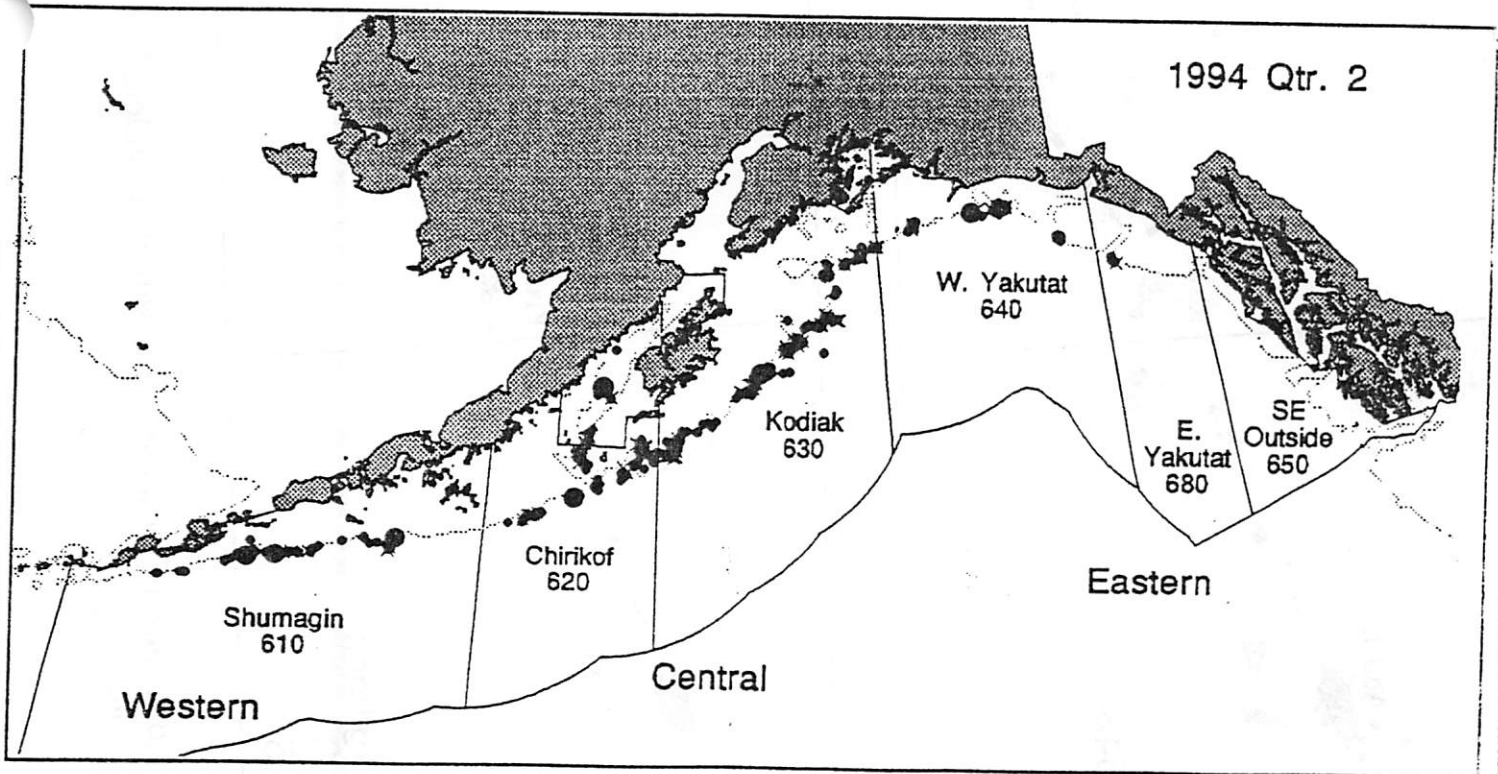 1994 Qtr. 2
W. Yakutat
640
Kodiak
630
E.
Yakutat
680
SE
Outside
650
Chirikof
620
Shumagin
610
Eastern
Central
Western